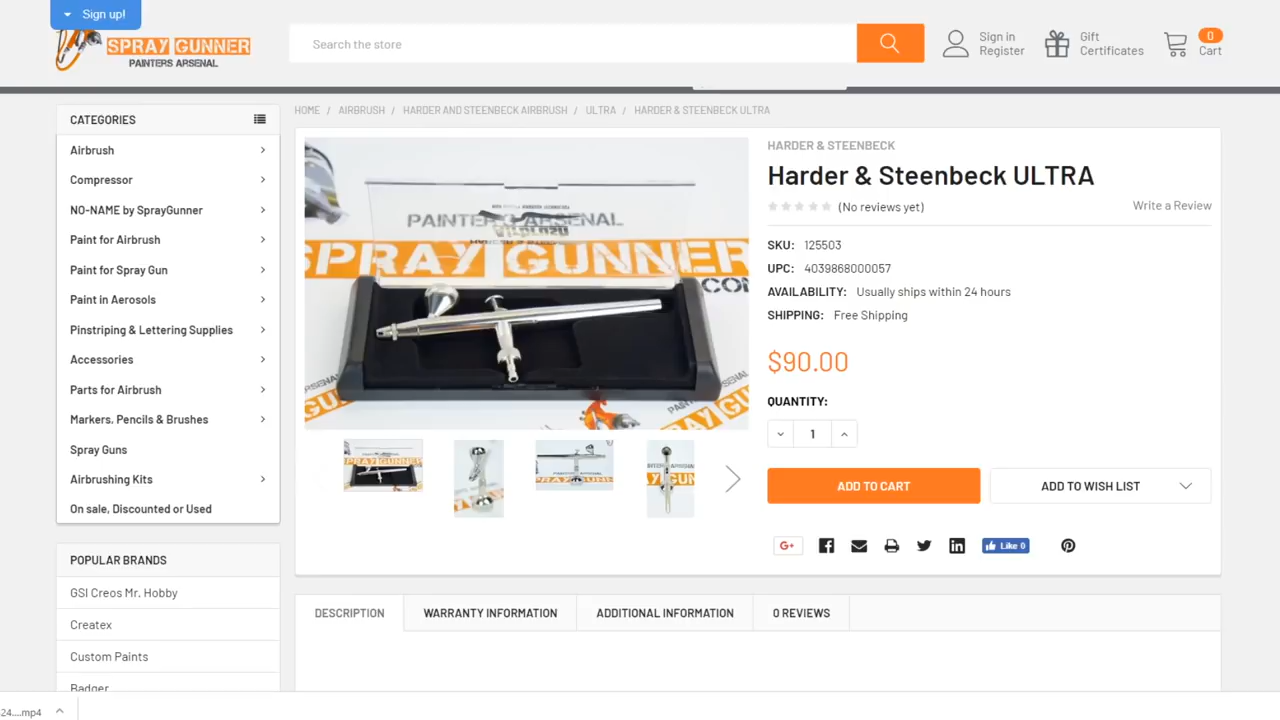 Sign up!
SPRAY GUNNER
PAINTERS ARSENAL
Search the store
Sign in
Register
Gift
Certificates
0
Cart
HOME / AIRBRUSH / HARDER AND STEENBECK AIRBRUSH / ULTRA / HARDER & STEENBECK ULTRA
CATEGORIES
Airbrush
Compressor
NO-NAME by SprayGunner
Paint for Airbrush
Paint for Spray Gun
Paint in Aerosols
Pinstriping & Lettering Supplies
Accessories
Parts for Airbrush
Markers, Pencils & Brushes
Spray Guns
Airbrushing Kits
On sale, Discounted or Used
POPULAR BRANDS
GSI Creos Mr. Hobby
Createx
Custom Paints
Badger
SPRAY GUNNER
.COM
HARDER & STEENBECK
Harder & Steenbeck ULTRA
(No reviews yet)
Write a Review
SKU: 125503
UPC: 4039868000057
AVAILABILITY: Usually ships within 24 hours
SHIPPING: Free Shipping
$90.00
QUANTITY:
1
ADD TO CART
ADD TO WISH LIST
G+
Like 0
DESCRIPTION
WARRANTY INFORMATION
ADDITIONAL INFORMATION
0 REVIEWS
24....mp4